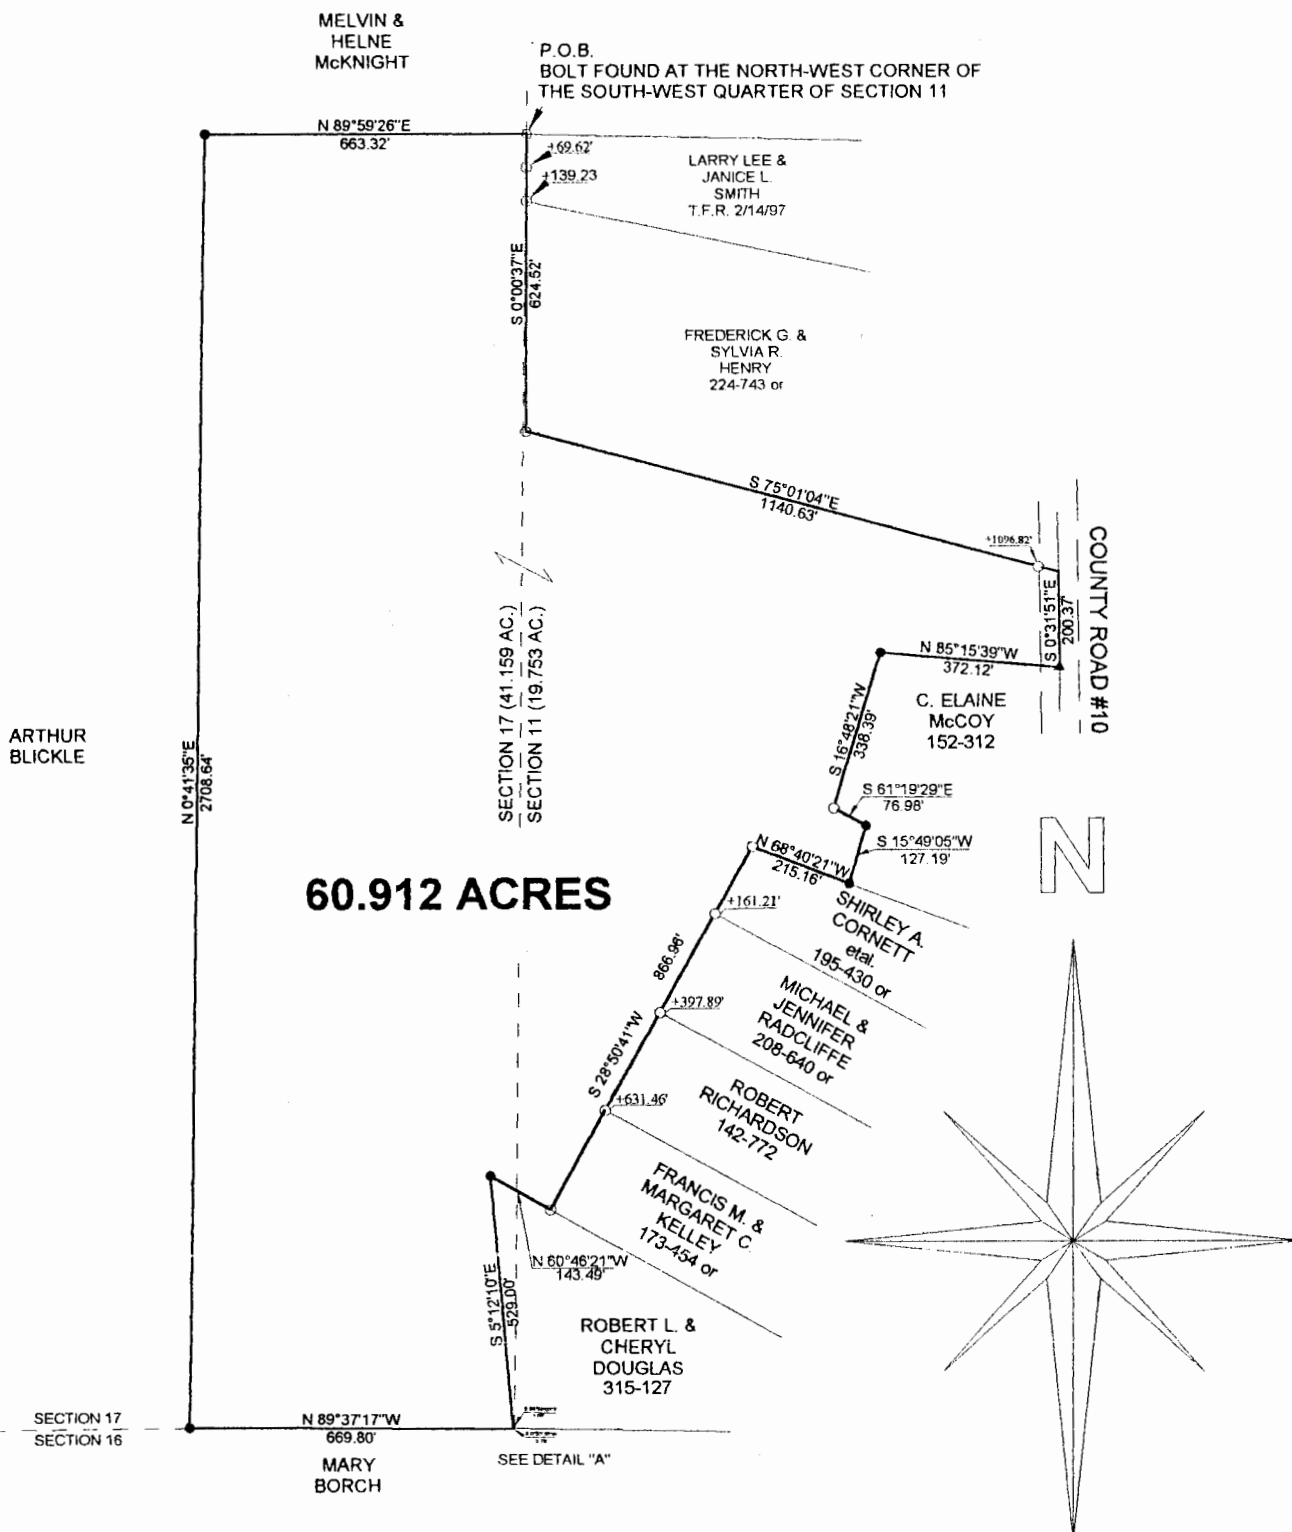 MELVIN &
HELNE
McKNIGHT
P.O.B.
BOLT FOUND AT THE NORTH-WEST CORNER OF
THE SOUTH-WEST QUARTER OF SECTION 11
N 89°59'26"E
663.32'
+69.62'
+139.23
LARRY LEE &
JANICE L.
SMITH
T.F.R. 2/14/97
S 0°00'37"E
624.52'
FREDERICK G. &
SYLVIA R.
HENRY
224-743 or
S 75°01'04"E
1140.63'
+1096.82'
COUNTY ROAD #10
S 0°31'51"E
200.37'
N 85°15'39"W
372.12'
C. ELAINE
McCOY
152-312
SECTION 17 (41.159 AC.)
SECTION 11 (19.753 AC.)
S 16°48'21"W
338.39'
ARTHUR
BLICKLE
N 0°41'35"E
2708.64'
S 61°19'29"E
76.98'
S 15°49'05"W
127.19'
N 68°40'21"W
215.16'
N
60.912 ACRES
+161.21'
SHIRLEY A.
CORNETT
etal.
195-430 or
866.96'
S 28°50'41"W
+397.89'
MICHAEL &
JENNIFER
RADCLIFFE
208-640 or
+631.46'
ROBERT
RICHARDSON
142-772
FRANCIS M. &
MARGARET C.
KELLEY
173-454 or
N 60°46'21"W
143.49'
S 5°12'10"E
529.00'
ROBERT L. &
CHERYL
DOUGLAS
315-127
SECTION 17
SECTION 16
N 89°37'17"W
669.80'
SEE DETAIL "A"
MARY
BORCH